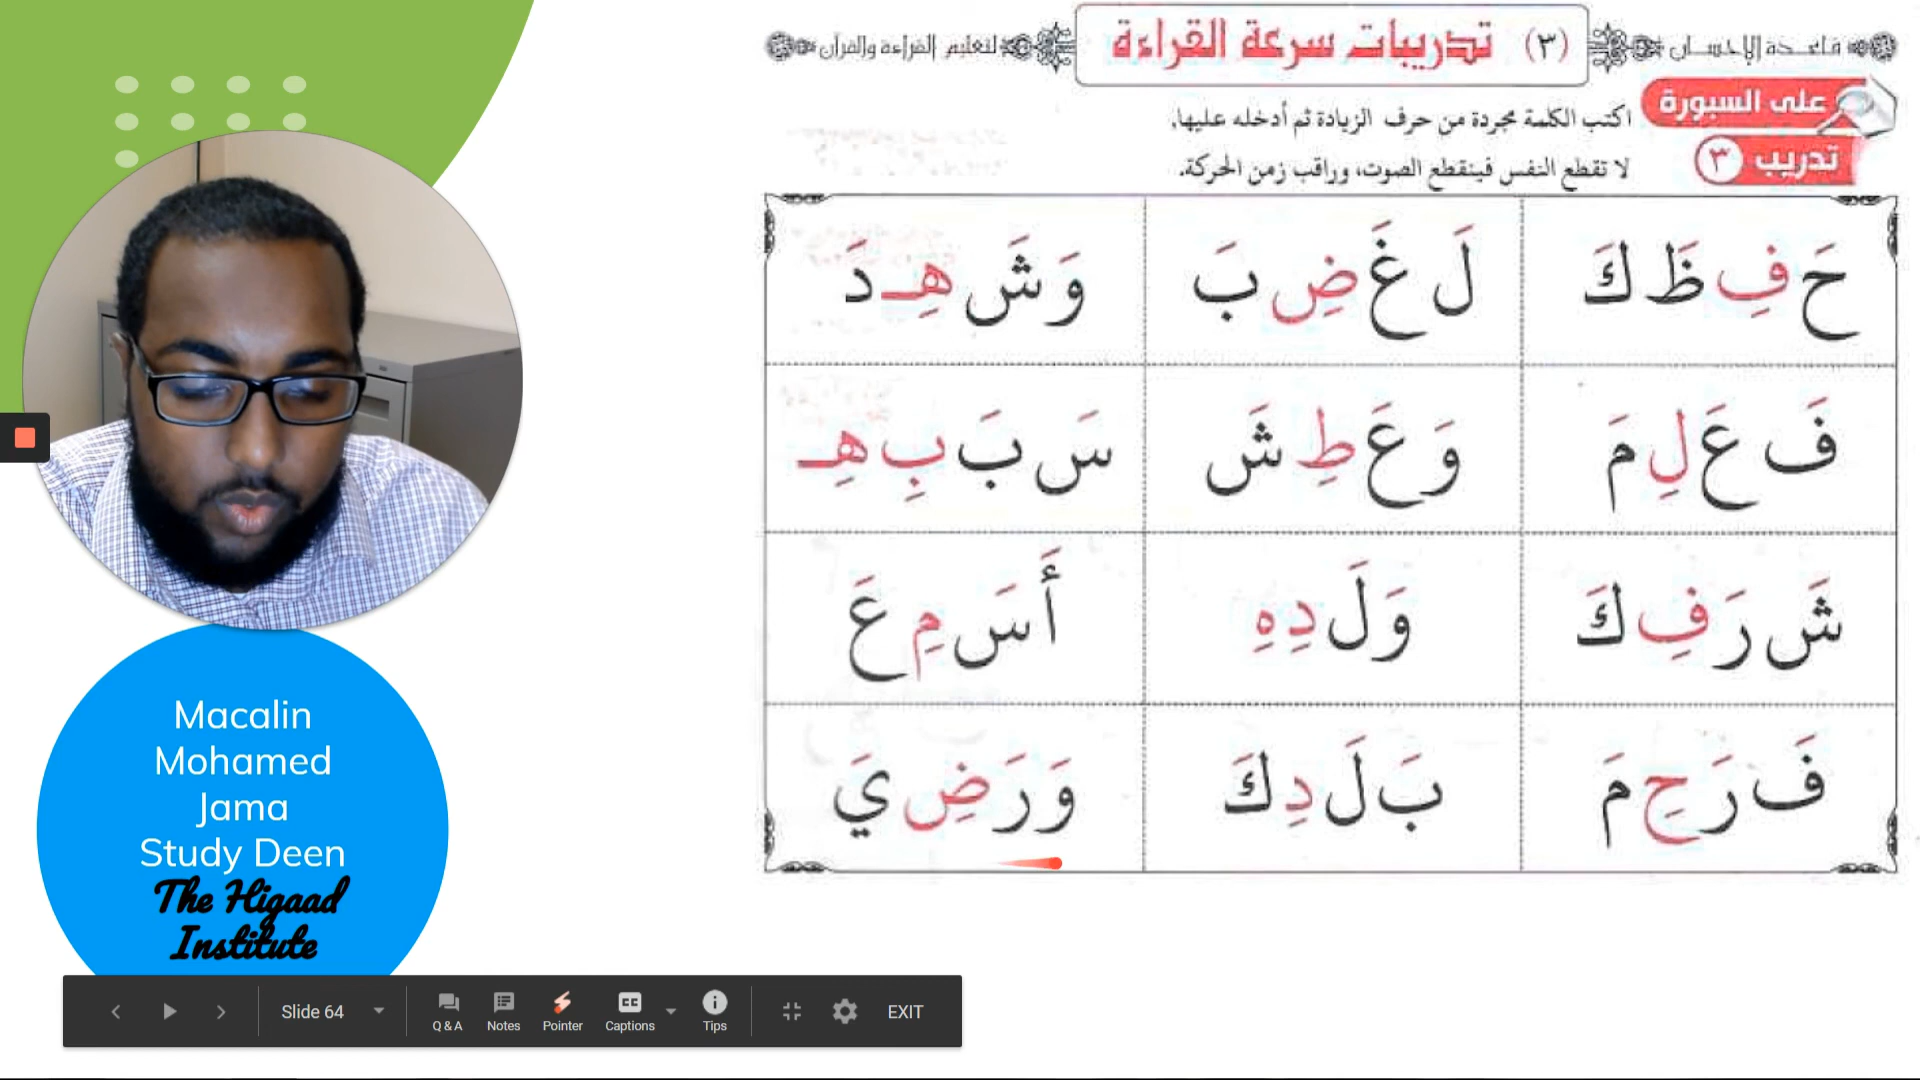 قاعدة الإحسان
(٣) تدريبات سرعة القراءة
لتعليم القراءة والقرآن
على السبورة
اكتب الكلمة مجردة من حرف الزيادة ثم أدخله عليها.
تدريب ٣
لا تقطع النفس فينقطع الصوت، وراقب زمن الحركة.
حَ فِ ظَ كَ
لَ غَ ضِ بَ
وَ شَ هِـ دَ
فَ عَ لِ مَ
وَ عَ طِ شَ
سَ بَ بِ هِـ
شَ رَ فِ كَ
وَ لَ دِ هِ
أَ سَ مِ عَ
فَ رَ حِ مَ
بَ لَ دِ كَ
وَ رَ ضِ يَ
Macalin
Mohamed
Jama
Study Deen
The Higaad
Institute
Slide 64
Q & A
Notes
Pointer
CC
Captions
Tips
EXIT